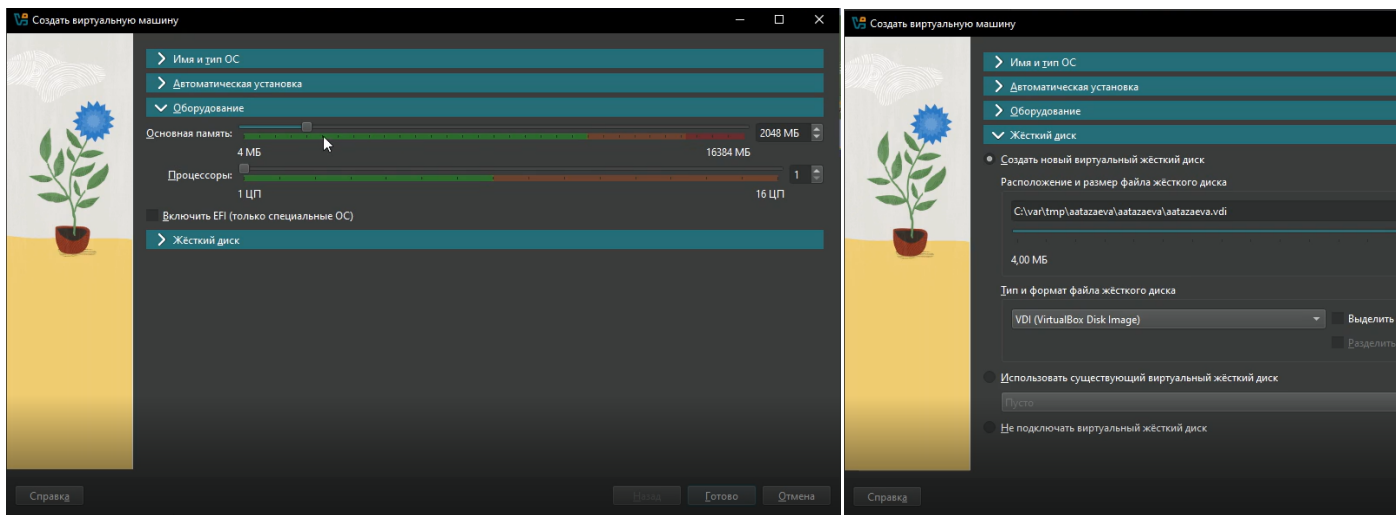 Создать виртуальную машину
Имя и тип ОС
Автоматическая установка
Оборудование
Основная память:
2048 МБ
4 МБ
16384 МБ
Процессоры:
1
1 ЦП
16 ЦП
Включить EFI (только специальные ОС)
Жёсткий диск
Справка
Назад
Готово
Отмена
Создать виртуальную машину
Имя и тип ОС
Автоматическая установка
Оборудование
Жёсткий диск
Создать новый виртуальный жёсткий диск
Расположение и размер файла жёсткого диска
C:\var\tmp\aatazaeva\aatazaeva\aatazaeva.vdi
4,00 МБ
Тип и формат файла жёсткого диска
VDI (VirtualBox Disk Image)
Выделить
Разделить
Использовать существующий виртуальный жёсткий диск
Пусто
Не подключать виртуальный жёсткий диск
Справка